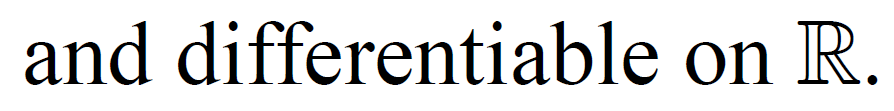 and differentiable on ℝ.